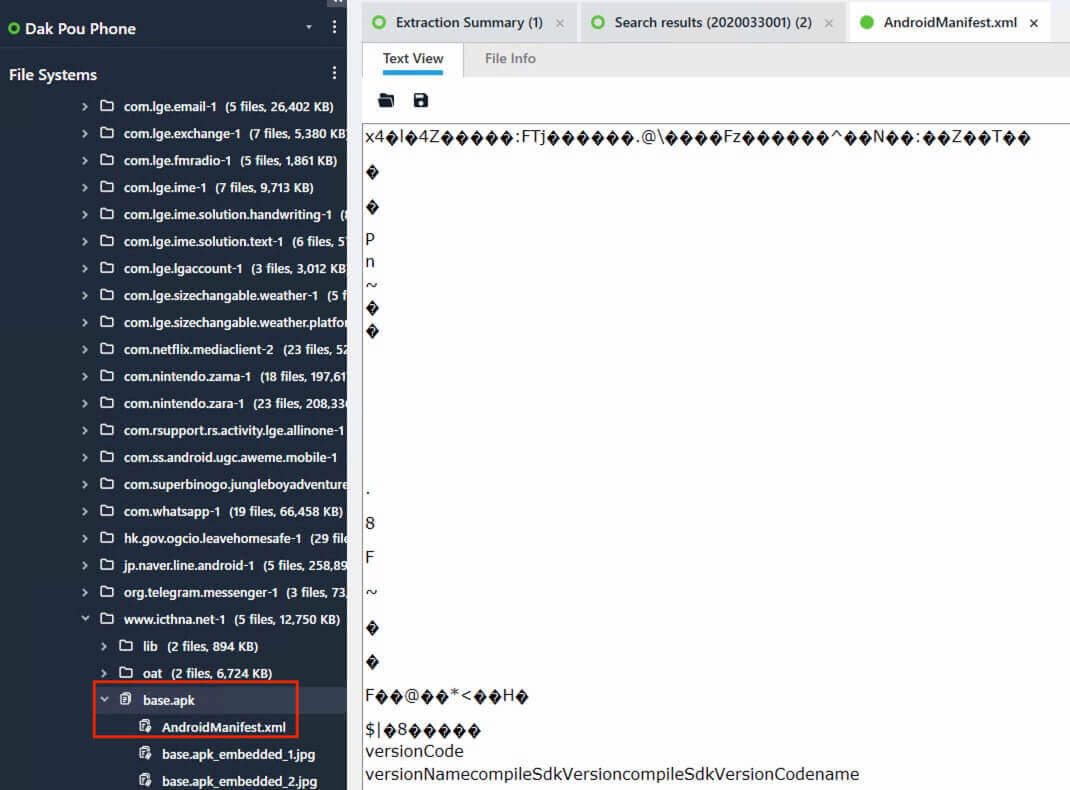 Dak Pou Phone
File Systems
com.lge.email-1 (5 files, 26,402 KB)
com.lge.exchange-1 (7 files, 5,380 KB
com.lge.fmradio-1 (5 files, 1,861 KB)
com.lge.ime-1 (7 files, 9,713 KB)
com.lge.ime.solution.handwriting-1 (8
com.lge.ime.solution.text-1 (6 files, 57
com.lge.lgaccount-1 (3 files, 3,012 KB
com.lge.sizechangable.weather-1 (5 f
com.lge.sizechangable.weather.platfo
com.netflix.mediaclient-2 (23 files, 52
com.nintendo.zama-1 (18 files, 197,61
com.nintendo.zara-1 (23 files, 208,336
com.rsupport.rs.activity.lge.allinone-1
com.ss.android.ugc.aweme.mobile-1
com.superbinogo.jungleboyadventure
com.whatsapp-1 (19 files, 66,458 KB)
hk.gov.ogcio.leavehomesafe-1 (29 file
jp.naver.line.android-1 (5 files, 258,89
org.telegram.messenger-1 (3 files, 73,
www.icthna.net-1 (5 files, 12,750 KB)
lib (2 files, 894 KB)
oat (2 files, 6,724 KB)
base.apk
AndroidManifest.xml
base.apk_embedded_1.jpg
base.apk_embedded_2.jpg
Extraction Summary (1) ×
Search results (2020033001) (2) ×
AndroidManifest.xml ×
Text View
File Info
x4�l�4Z�����:FTj������.@\����Fz������^��N��:��Z��T��
�
�
P
n
~
�
�
.
8
F
~
�
�
F��@��*<��H�
$|�8�����
versionCode
versionNamecompileSdkVersioncompileSdkVersionCodename